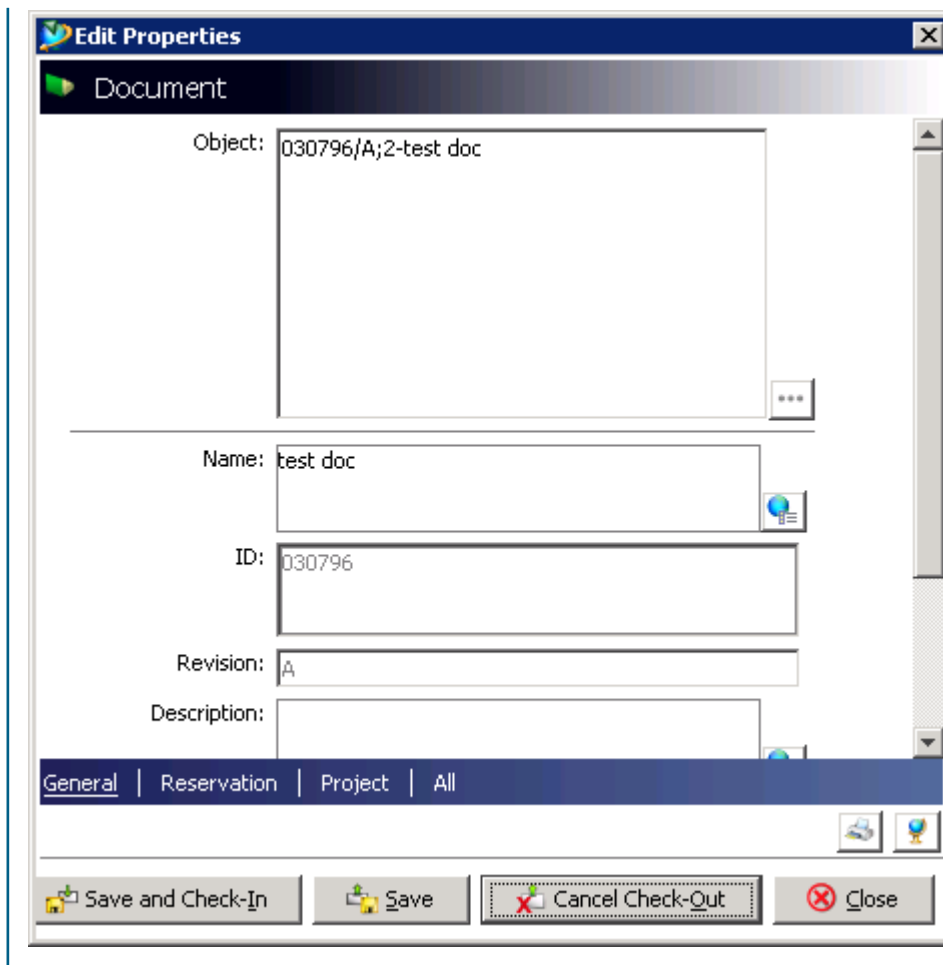 Edit Properties
Document
Object: 030796/A;2-test doc
Name: test doc
ID: 030796
Revision: A
Description:
General | Reservation | Project | All
Save and Check-In Save Cancel Check-Out Close